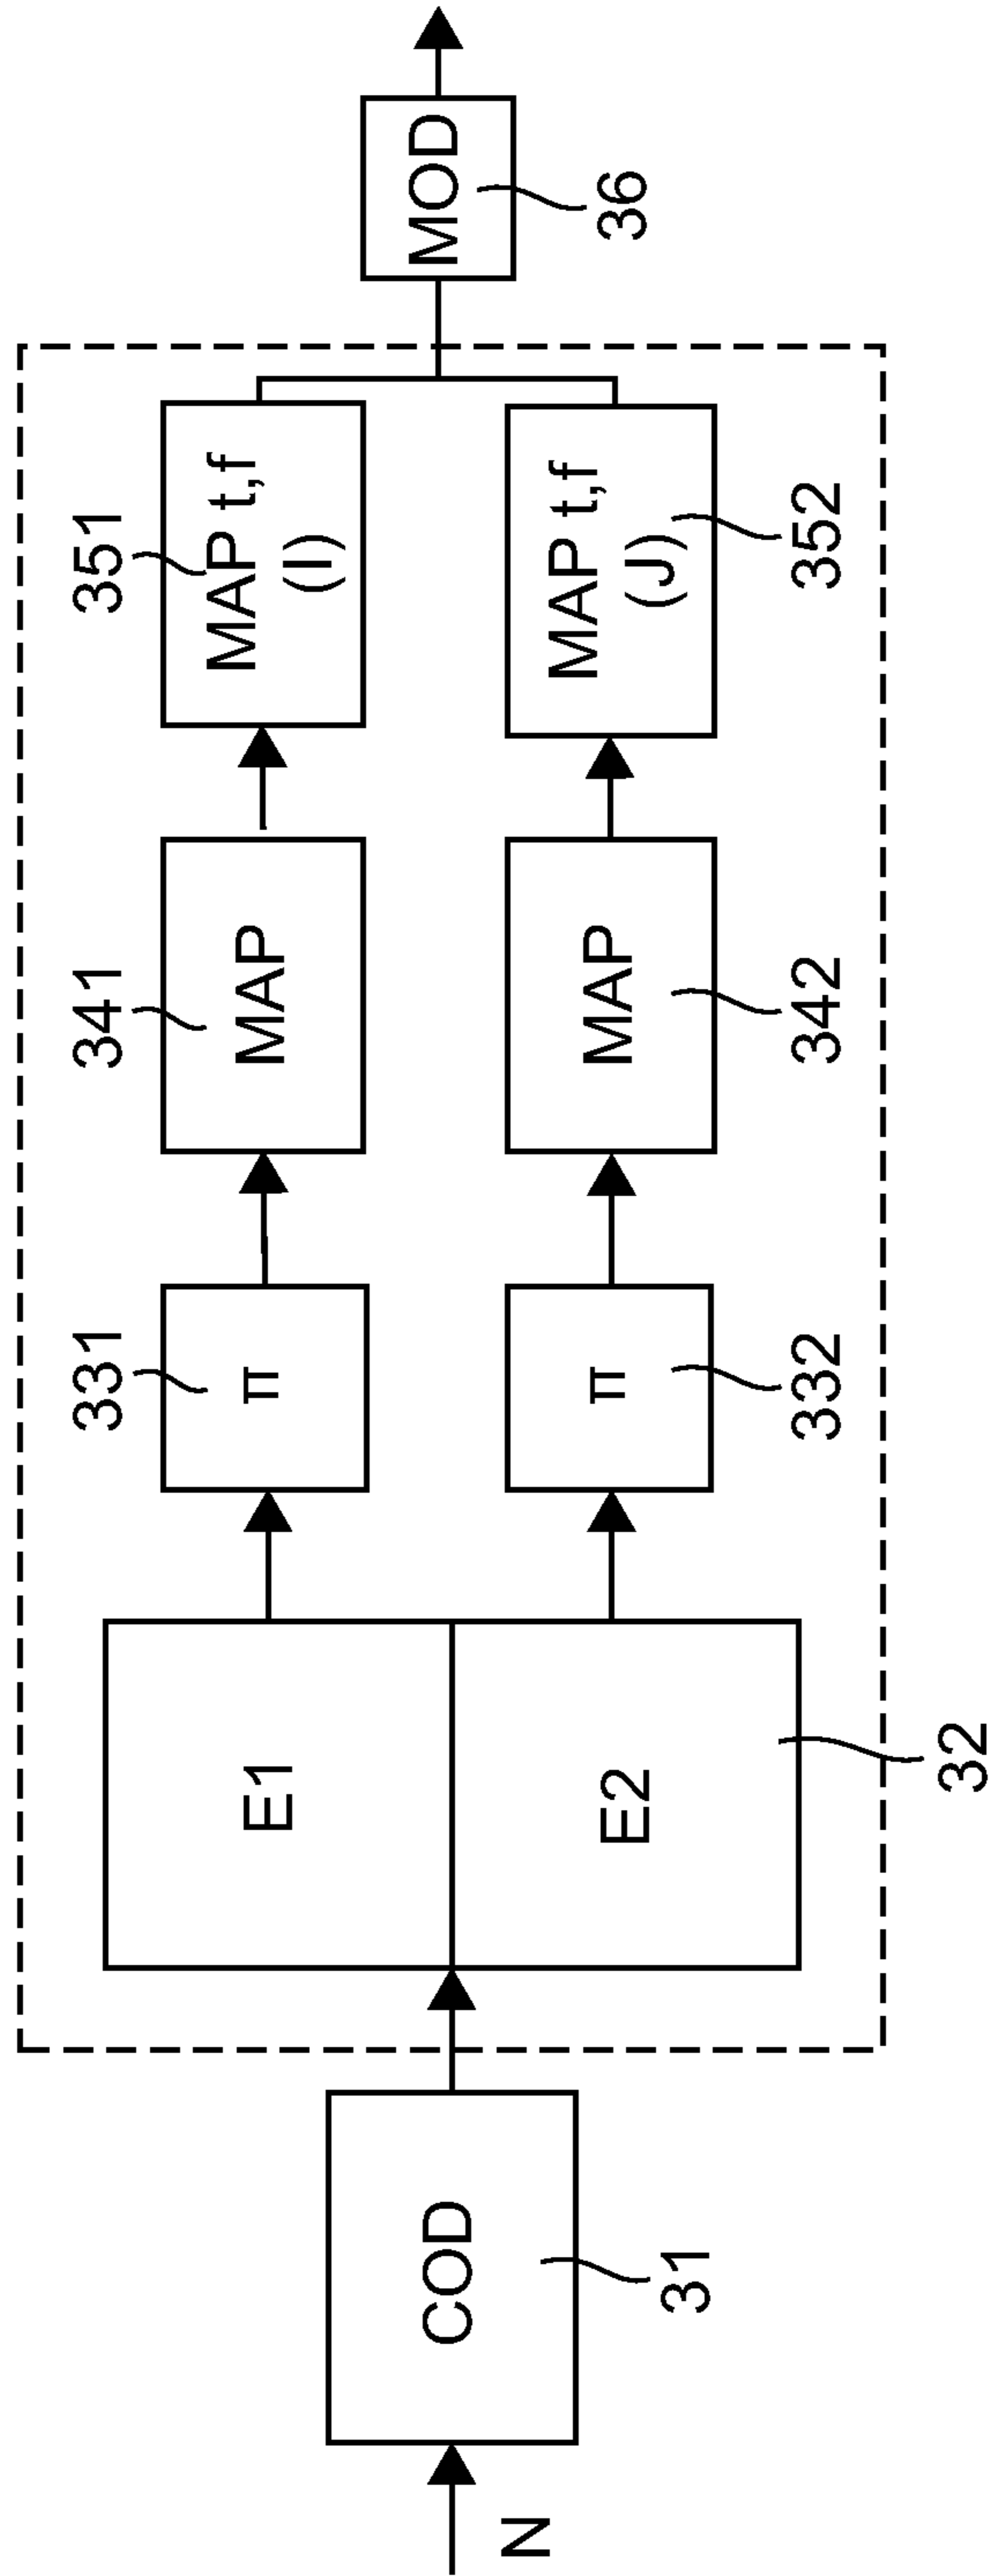 N
COD
31
E1
E2
32
331
π
341
MAP
351
MAP t,f
(I)
π
332
MAP
342
MAP t,f
(J)
352
MOD
36